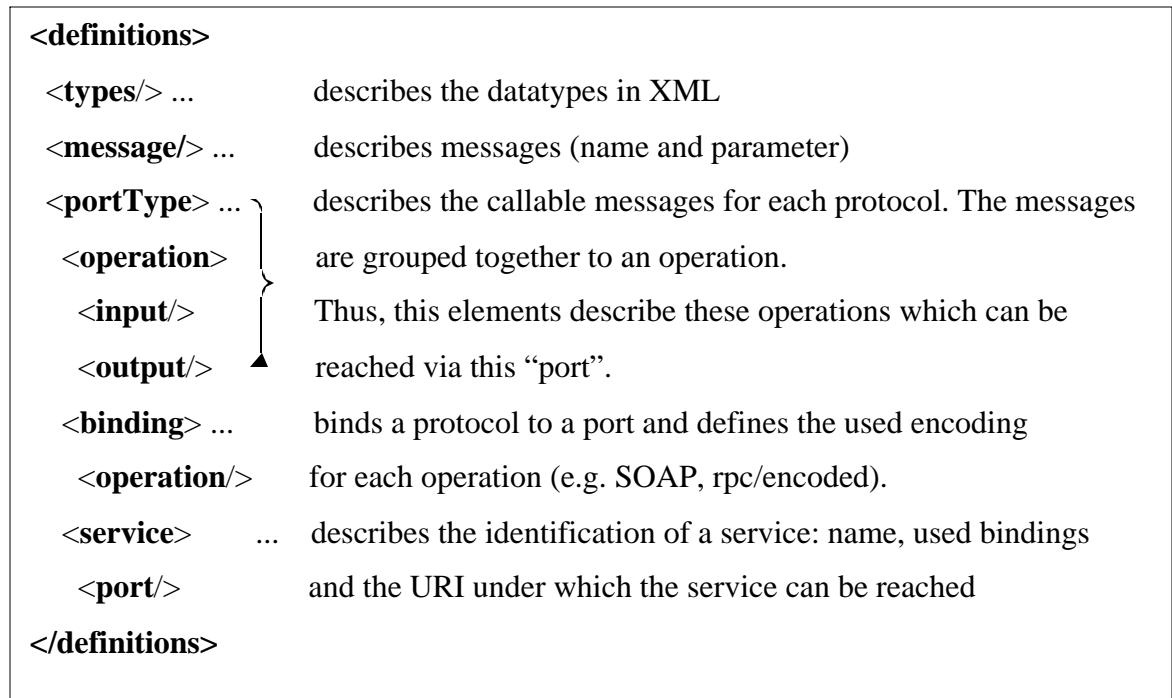 <definitions>
<types/> ... describes the datatypes in XML
<message/> ... describes messages (name and parameter)
<portType> ... describes the callable messages for each protocol. The messages
<operation> are grouped together to an operation.
<input/> Thus, this elements describe these operations which can be
<output/> reached via this “port”.
<binding> ... binds a protocol to a port and defines the used encoding
<operation/> for each operation (e.g. SOAP, rpc/encoded).
<service> ... describes the identification of a service: name, used bindings
<port/> and the URI under which the service can be reached
</definitions>